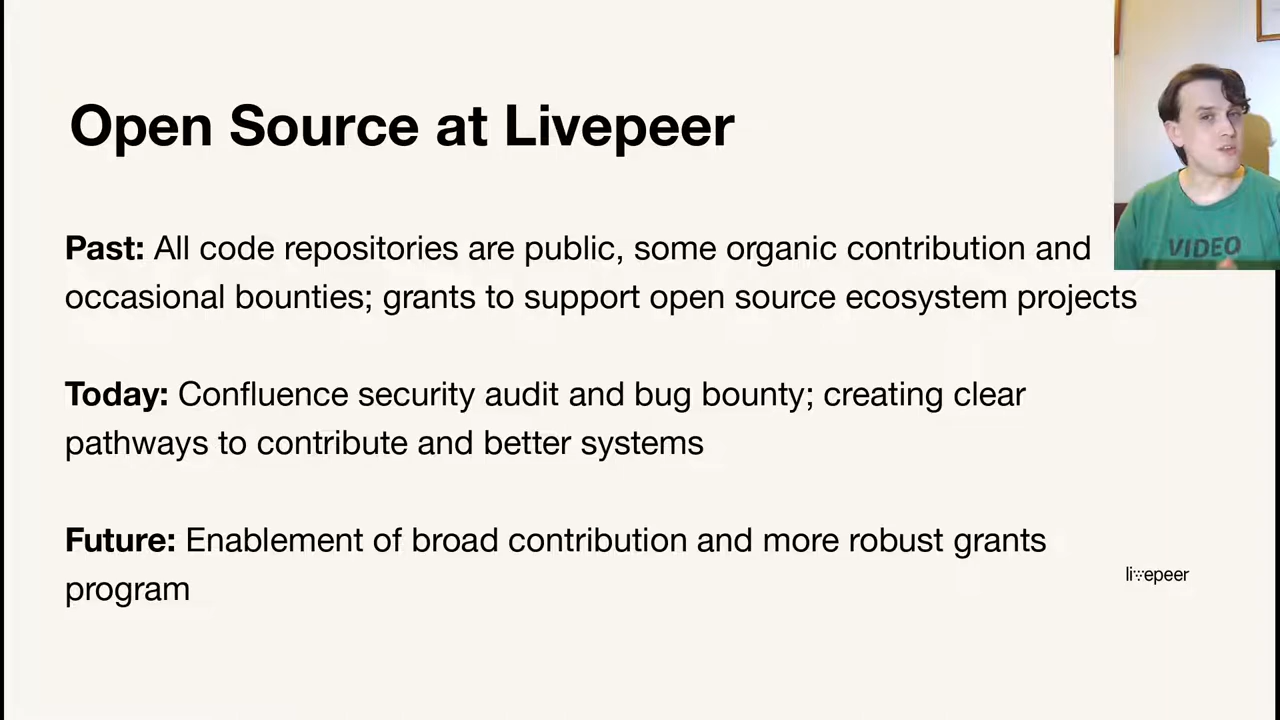 Open Source at Livepeer
VIDEO
Past: All code repositories are public, some organic contribution and
occasional bounties; grants to support open source ecosystem projects
Today: Confluence security audit and bug bounty; creating clear
pathways to contribute and better systems
Future: Enablement of broad contribution and more robust grants
program
livepeer